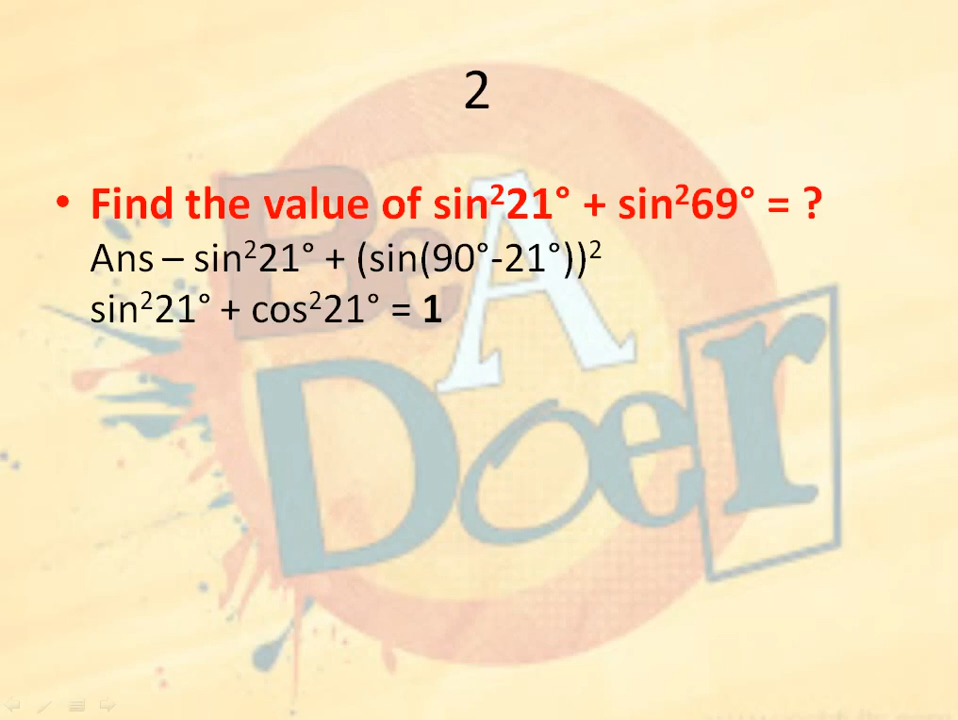 2
• Find the value of sin²21° + sin²69° = ?
Ans – sin²21° + (sin(90°-21°))²
sin²21° + cos²21° = 1
Be A
Doer